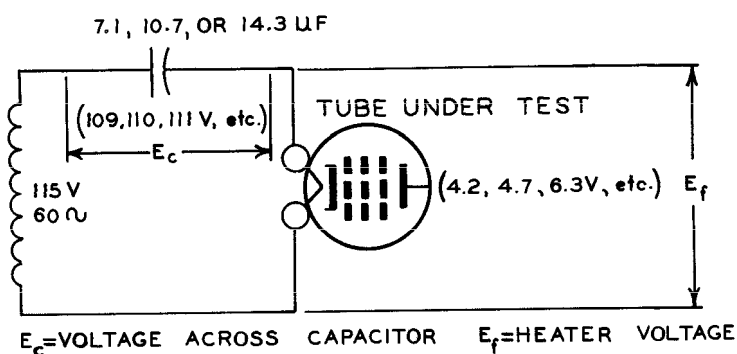 7.1, 10.7, OR 14.3 UF
(109,110,111 V, etc.)
Ec
TUBE UNDER TEST
115 V
60 ~
(4.2, 4.7, 6.3V, etc.)
Ef
Ec=VOLTAGE ACROSS CAPACITOR Ef=HEATER VOLTAGE